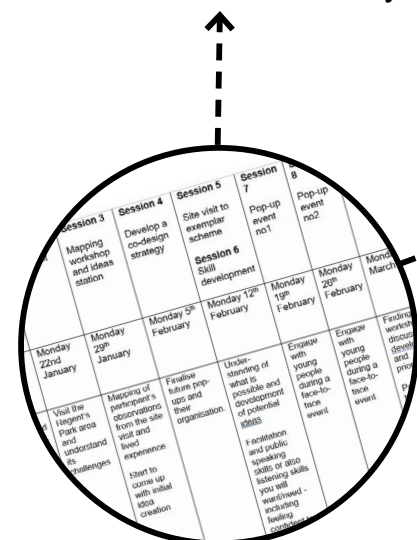 Session 3
Mapping
workshop
and ideas
station
Session 4
Develop a
co-design
strategy
Session 5
Site visit to
exemplar
scheme
Session 6
Skill
development
Session
7
Pop-up
event
no1
8
Pop-up
event
no2
Monday
22nd
January
Monday
29th
January
Monday 5th
February
Monday 12th
February
Monday
19th
February
Monday
26th
February
March
Visit the
Regent's
Park area
and
understand
its
challenges
Mapping of
participant's
observations
from the site
visit and
lived
experience
Start to
come up
with initial
idea
creation
Finalise
future pop-
ups and
their
organisation.
Under-
standing of
what is
possible and
development
of potential
ideas
Facilitation
and public
speaking
skills or also
listening skills
you will
want/need -
including
feeling
Engage
with
young
people
during a
face-to-
face
event
Engage
with
young
people
during a
face-to-
face
event
and